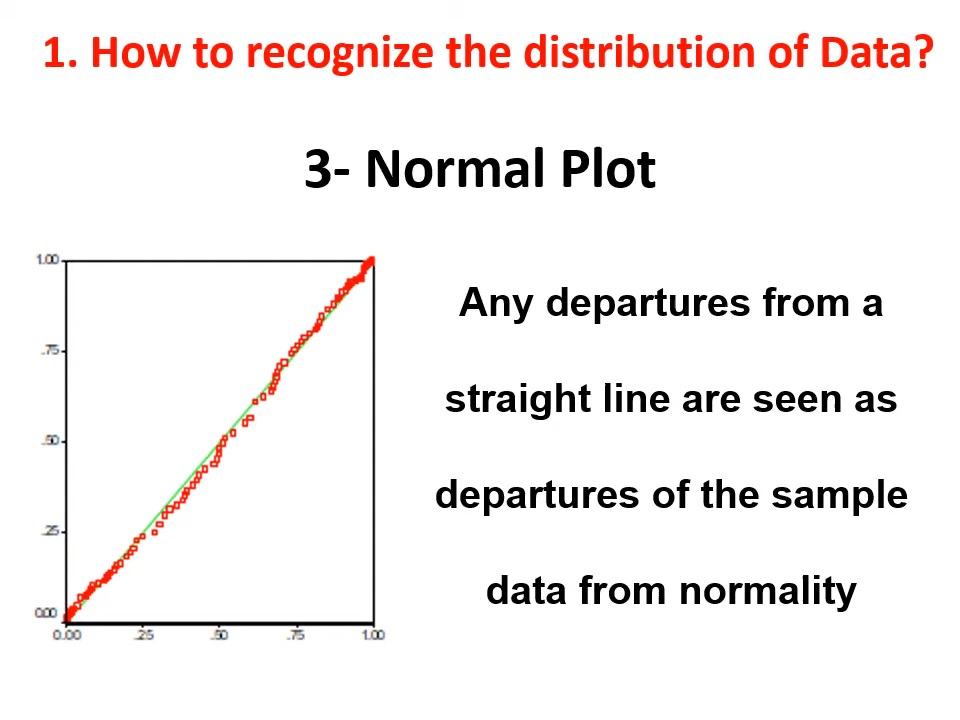 1. How to recognize the distribution of Data?
3- Normal Plot
1.00
.75
.50
.25
0.00
0.00 .25 .50 .75 1.00
Any departures from a
straight line are seen as
departures of the sample
data from normality